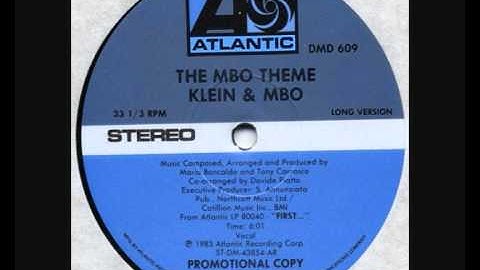 ATLANTIC
DMD 609
THE MBO THEME
KLEIN & MBO
33 1/3 RPM
LONG VERSION
STEREO
Music Composed, Arranged and Produced by
Mario Boncaldo and Tony Carrasco
Co-arranged by Davide Piatto
Executive Producer: S. Annunziata
Pub., Northcott Music Ltd./
Cotillion Music Inc., BMI
From Atlantic LP 80040 - "FIRST..."
Time: 6:01
Vocal
℗ 1983 Atlantic Recording Corp.
ST-DM-43854-AR
PROMOTIONAL COPY